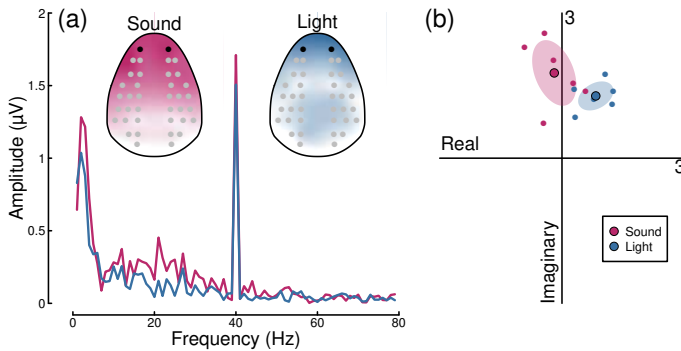 (a)
Sound
Light
Amplitude (μV)
2
1.5
1
0.5
0
0
20
40
60
80
Frequency (Hz)
(b)
3
Real
3
Imaginary
Sound
Light